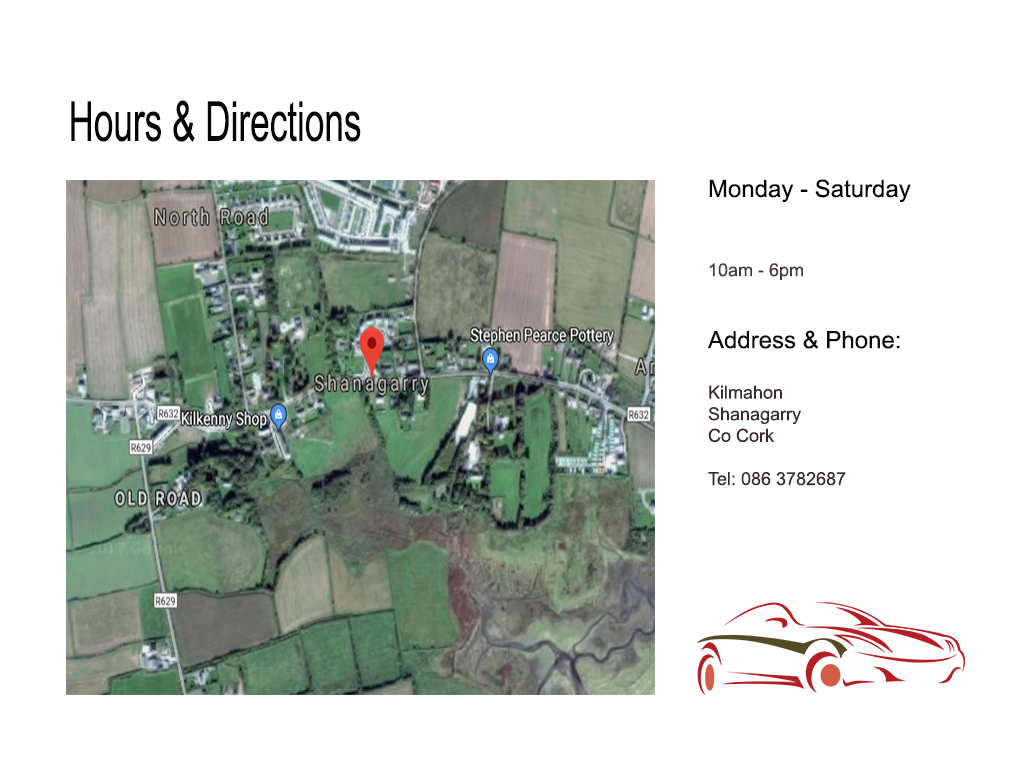 Hours & Directions
North Road
Stephen Pearce Pottery
Shanagarry
R632
Kilkenny Shop
R632
R629
OLD ROAD
R629
Monday - Saturday
10am - 6pm
Address & Phone:
Kilmahon
Shanagarry
Co Cork
Tel: 086 3782687